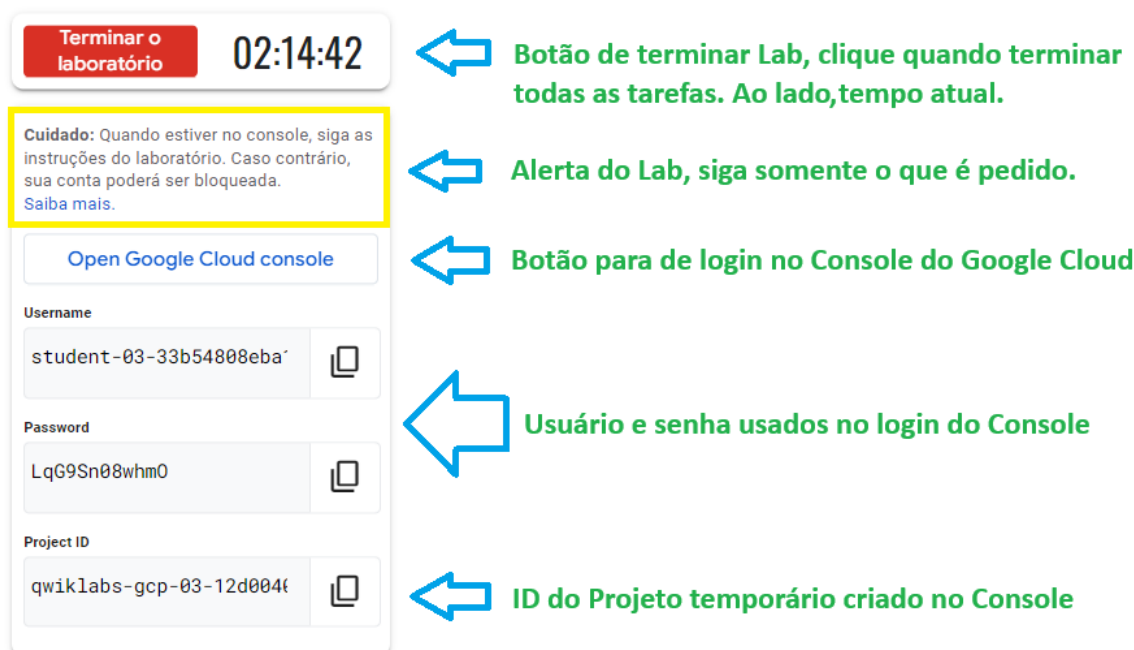 Terminar o
laboratório
02:14:42
Botão de terminar Lab, clique quando terminar
todas as tarefas. Ao lado,tempo atual.
Cuidado: Quando estiver no console, siga as
instruções do laboratório. Caso contrário,
sua conta poderá ser bloqueada.
Saiba mais.
Alerta do Lab, siga somente o que é pedido.
Open Google Cloud console
Botão para de login no Console do Google Cloud
Username
student-03-33b54808eba
Password
LqG9Sn08whmO
Usuário e senha usados no login do Console
Project ID
qwiklabs-gcp-03-12d004
ID do Projeto temporário criado no Console